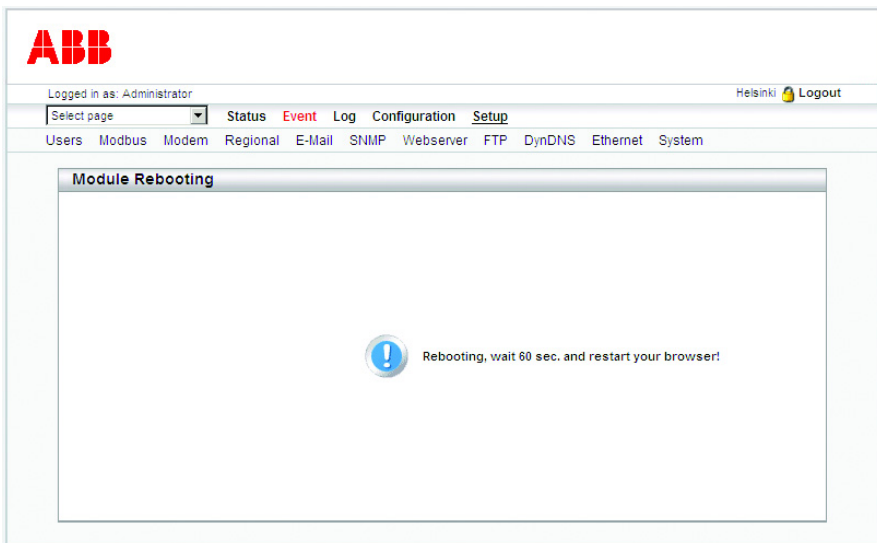 ABB
Logged in as: Administrator Helsinki Logout
Select page Status Event Log Configuration Setup
Users Modbus Modem Regional E-Mail SNMP Webserver FTP DynDNS Ethernet System
Module Rebooting
Rebooting, wait 60 sec. and restart your browser!